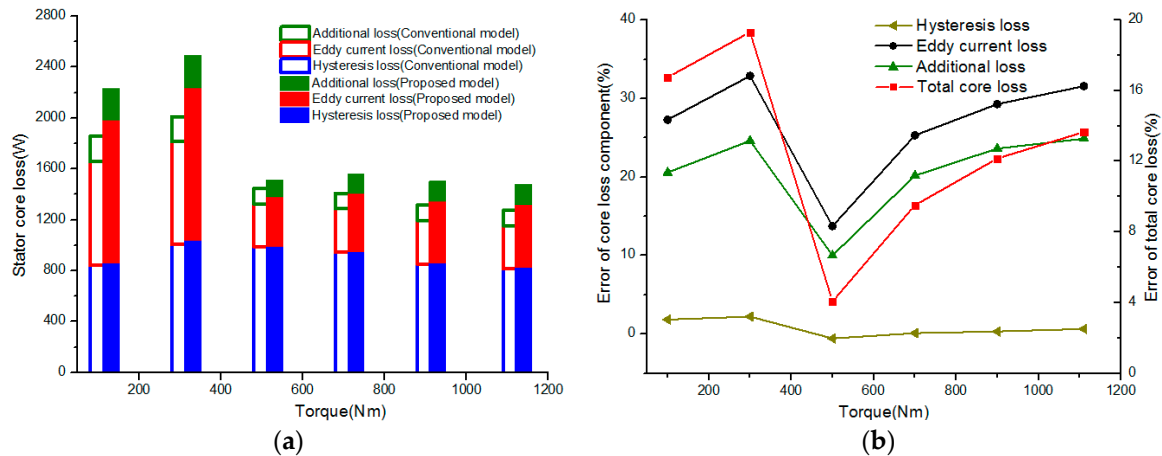 2800
2400
2000
1600
1200
800
400
0
Stator core loss(W)
Additional loss(Conventional model)
Eddy current loss(Conventional model)
Hysteresis loss(Conventional model)
Additional loss(Proposed model)
Eddy current loss(Proposed model)
Hysteresis loss(Proposed model)
200 400 600 800 1000 1200
Torque(Nm)
(a)
40
30
20
10
0
Error of core loss component(%)
Hysteresis loss
Eddy current loss
Additional loss
Total core loss
20
16
12
8
4
0
Error of total core loss(%)
200 400 600 800 1000 1200
Torque(Nm)
(b)